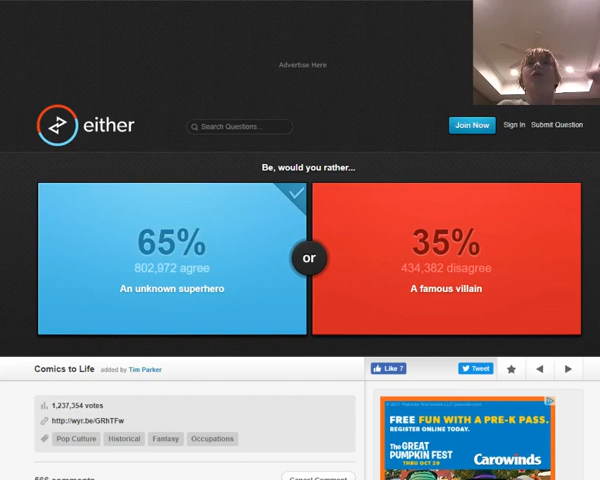 Advertise Here
either
Search Questions...
Join Now
Sign In
Submit Question
Be, would you rather...
65%
802,972 agree
An unknown superhero
or
35%
434,382 disagree
A famous villain
Comics to Life added by Tim Parker
Like 7
Tweet
1,237,354 votes
http://wyr.be/GRhTFw
Pop Culture Historical Fantasy Occupations
FREE FUN WITH A PRE-K PASS.
REGISTER ONLINE TODAY.
The GREAT
PUMPKIN FEST
THRU OCT 29
Carowinds